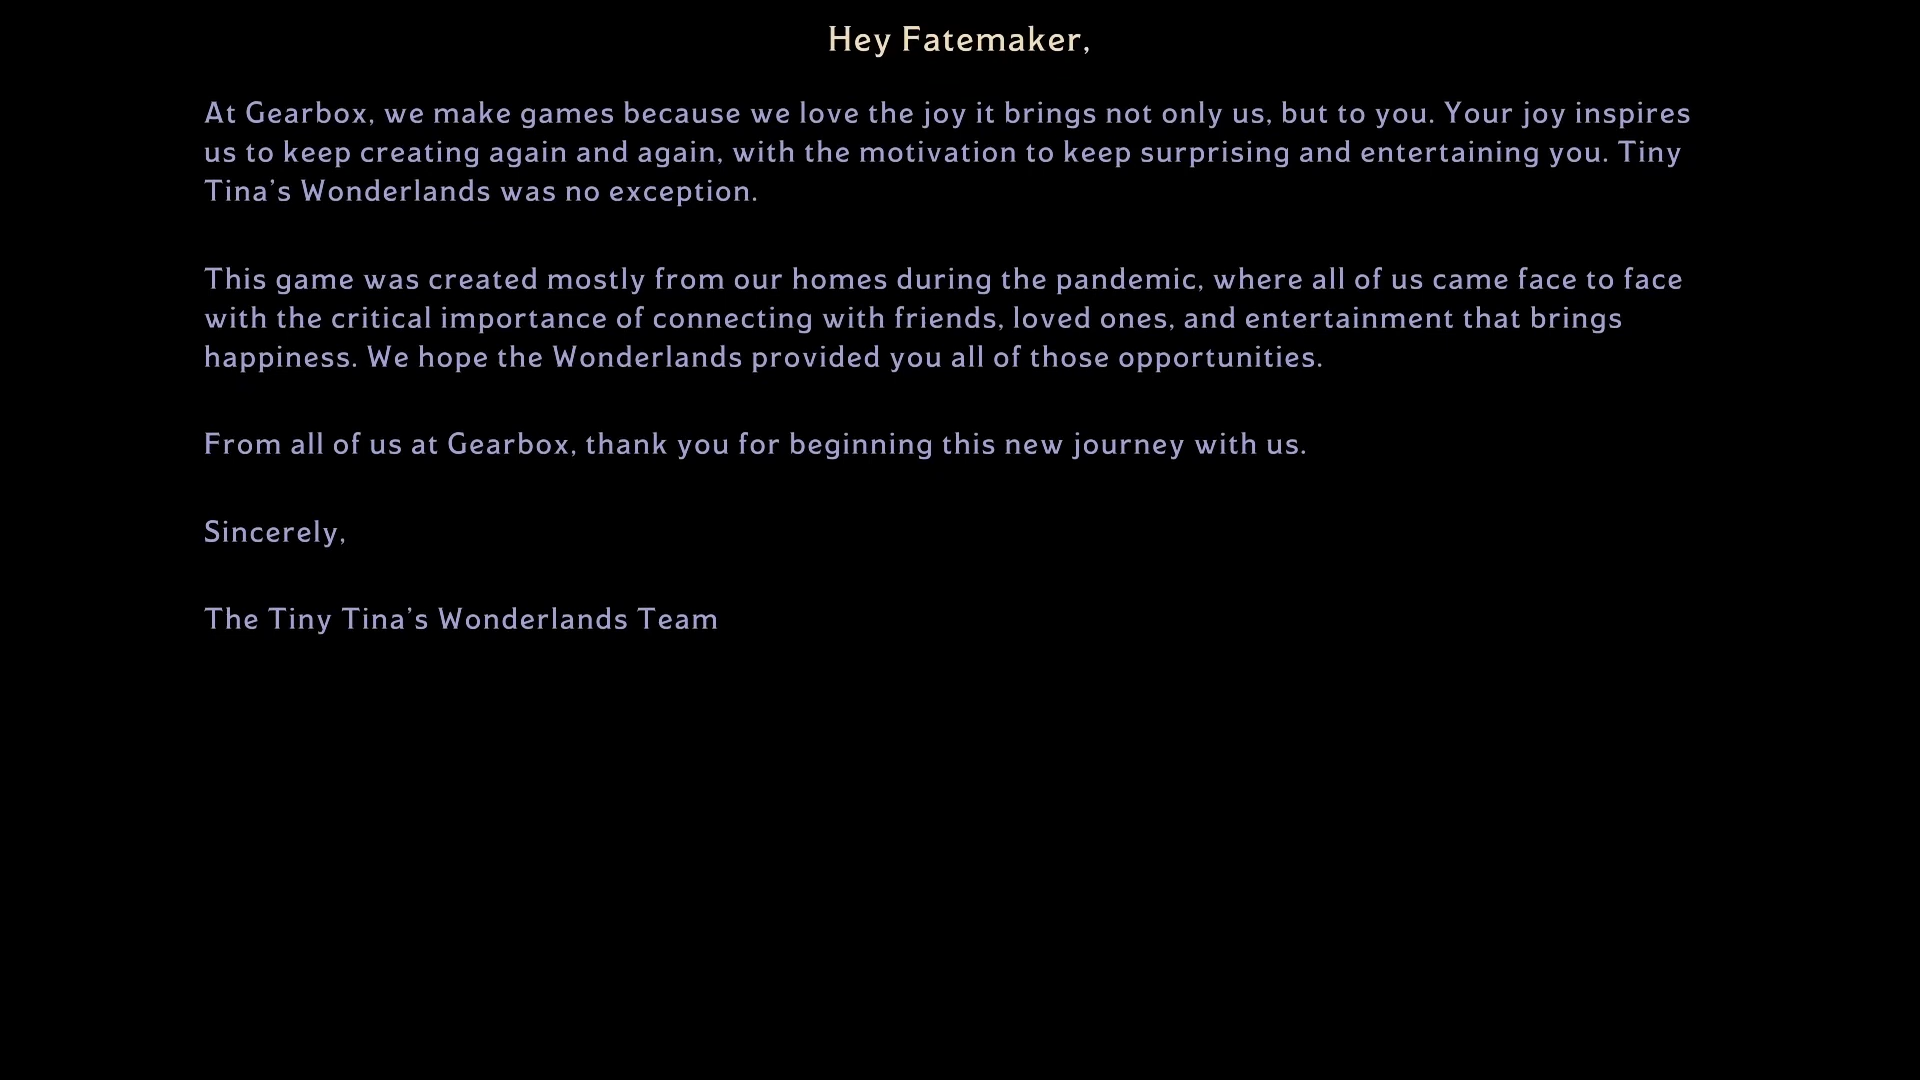 Hey Fatemaker,
At Gearbox, we make games because we love the joy it brings not only us, but to you. Your joy inspires
us to keep creating again and again, with the motivation to keep surprising and entertaining you. Tiny
Tina’s Wonderlands was no exception.
This game was created mostly from our homes during the pandemic, where all of us came face to face
with the critical importance of connecting with friends, loved ones, and entertainment that brings
happiness. We hope the Wonderlands provided you all of those opportunities.
From all of us at Gearbox, thank you for beginning this new journey with us.
Sincerely,
The Tiny Tina’s Wonderlands Team